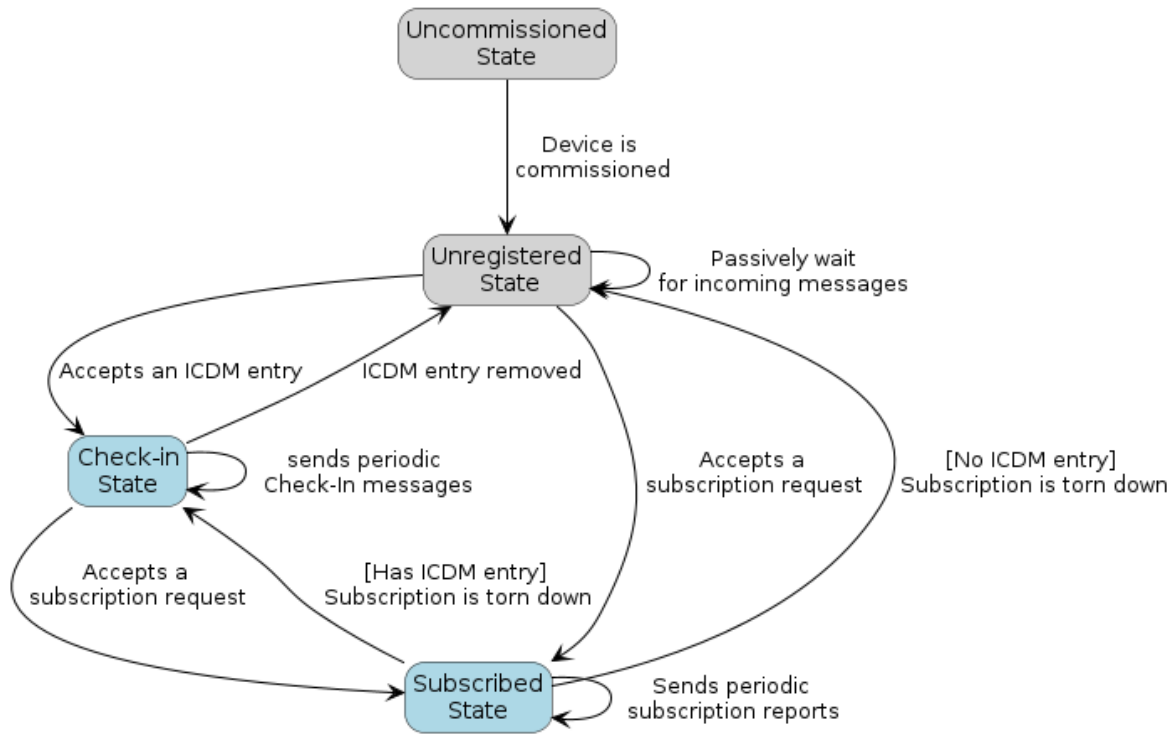 Uncommissioned
State
Device is
commissioned
Unregistered
State
Passively wait
for incoming messages
Accepts an ICDM entry
ICDM entry removed
Check-in
State
sends periodic
Check-In messages
Accepts a
subscription request
[No ICDM entry]
Subscription is torn down
Accepts a
subscription request
[Has ICDM entry]
Subscription is torn down
Subscribed
State
Sends periodic
subscription reports